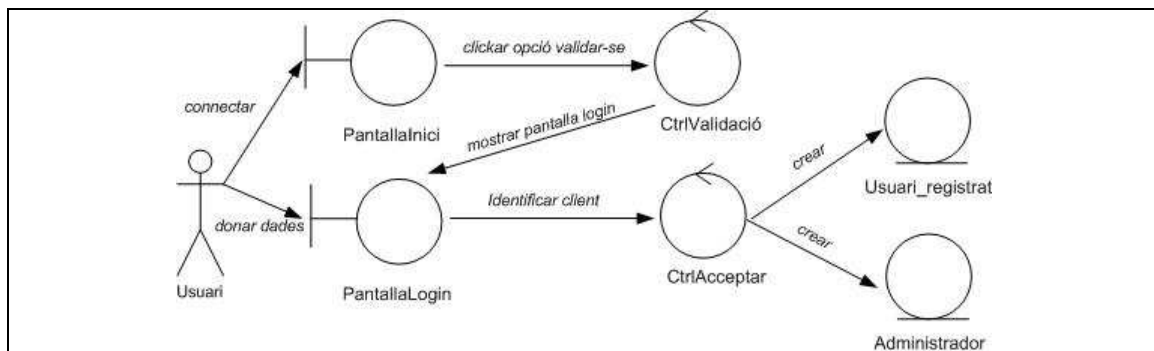 clickar opció validar-se
connectar
PantallaInici
CtrlValidació
mostrar pantalla login
crear
Usuari_registrat
donar dades
Identificar client
crear
Usuari
PantallaLogin
CtrlAcceptar
Administrador